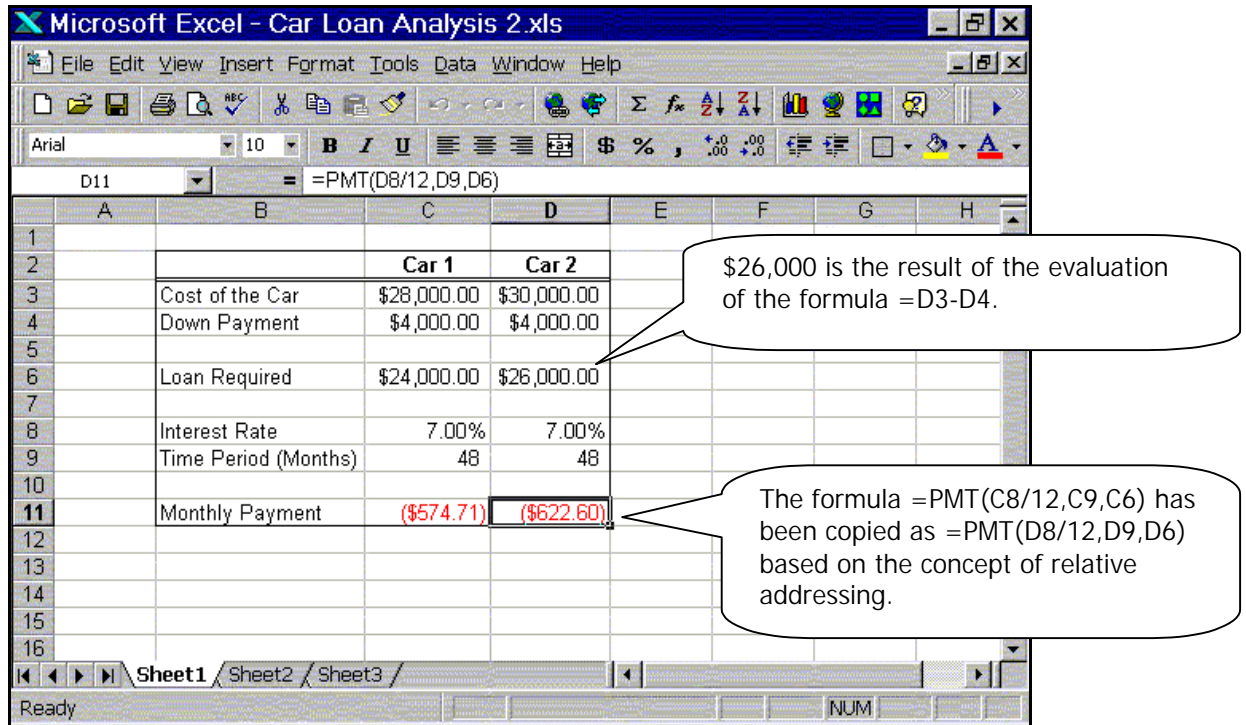 Microsoft Excel - Car Loan Analysis 2.xls
File Edit View Insert Format Tools Data Window Help
Arial 10 B I U $ % ,
D11 = =PMT(D8/12,D9,D6)
A B C D E F G H
1
2 Car 1 Car 2
3 Cost of the Car $28,000.00 $30,000.00
4 Down Payment $4,000.00 $4,000.00
5
6 Loan Required $24,000.00 $26,000.00
7
8 Interest Rate 7.00% 7.00%
9 Time Period (Months) 48 48
10
11 Monthly Payment ($574.71) ($622.60)
12
13
14
15
16
$26,000 is the result of the evaluation
of the formula =D3-D4.
The formula =PMT(C8/12,C9,C6) has
been copied as =PMT(D8/12,D9,D6)
based on the concept of relative
addressing.
Sheet1 Sheet2 Sheet3
Ready NUM